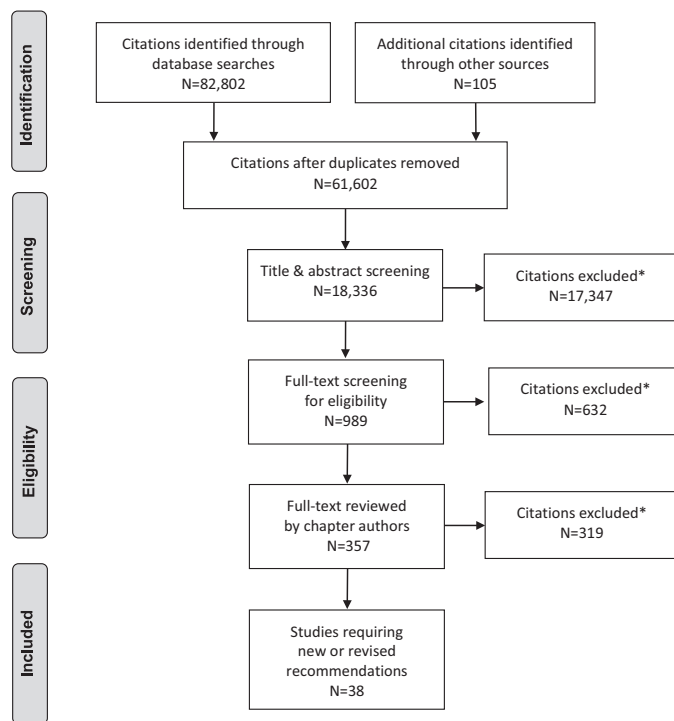 Identification
Citations identified through
database searches
N=82,802
Additional citations identified
through other sources
N=105
Citations after duplicates removed
N=61,602
Screening
Title & abstract screening
N=18,336
Citations excluded*
N=17,347
Eligibility
Full-text screening
for eligibility
N=989
Citations excluded*
N=632
Full-text reviewed
by chapter authors
N=357
Citations excluded*
N=319
Included
Studies requiring
new or revised
recommendations
N=38